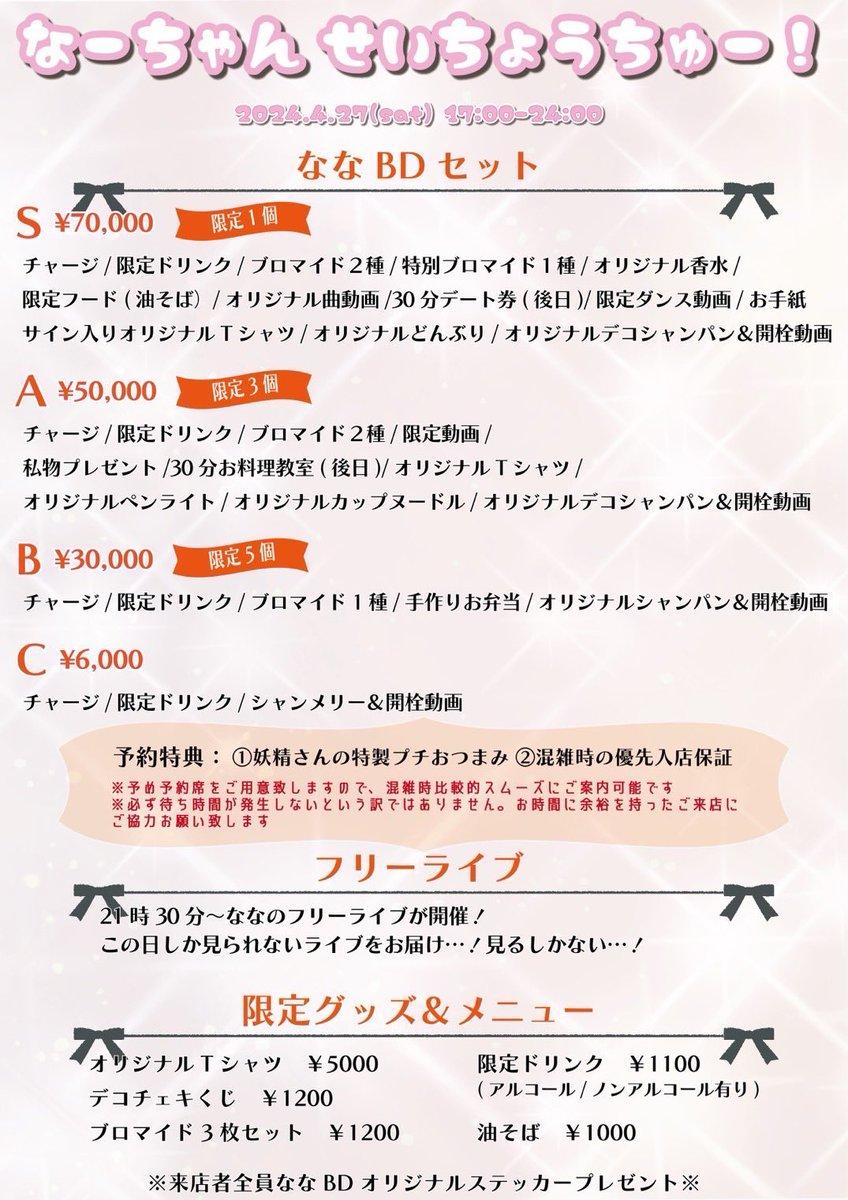 なーちゃん せいちょうちゅー！
2024.4.27(sat) 17:00-24:00
なな BD セット
S ¥70,000 限定1個
チャージ / 限定ドリンク / ブロマイド２種 / 特別ブロマイド１種 / オリジナル香水 /
限定フード ( 油そば） / オリジナル曲動画 /30 分デート券 ( 後日 )/ 限定ダンス動画 / お手紙
サイン入りオリジナルＴシャツ / オリジナルどんぶり / オリジナルデコシャンパン＆開栓動画
A ¥50,000 限定3個
チャージ / 限定ドリンク / ブロマイド２種 / 限定動画 /
私物プレゼント /30 分お料理教室 ( 後日 )/ オリジナルＴシャツ /
オリジナルペンライト / オリジナルカップヌードル / オリジナルデコシャンパン＆開栓動画
B ¥30,000 限定5個
チャージ / 限定ドリンク / ブロマイド 1 種 / 手作りお弁当 / オリジナルシャンパン＆開栓動画
C ¥6,000
チャージ / 限定ドリンク / シャンメリー＆開栓動画
予約特典： ①妖精さんの特製プチおつまみ ②混雑時の優先入店保証
※予め予約席をご用意致しますので、混雑時比較的スムーズにご案内可能です
※必ず待ち時間が発生しないという訳ではありません。お時間に余裕を持ったご来店に
ご協力お願い致します
フリーライブ
21 時 30 分〜ななのフリーライブが開催！
この日しか見られないライブをお届け…！見るしかない…！
限定グッズ＆メニュー
オリジナルＴシャツ ￥5000
デコチェキくじ ￥1200
ブロマイド 3 枚セット ￥1200
限定ドリンク ￥1100
( アルコール / ノンアルコール有り )
油そば ￥1000
※来店者全員なな BD オリジナルステッカープレゼント※